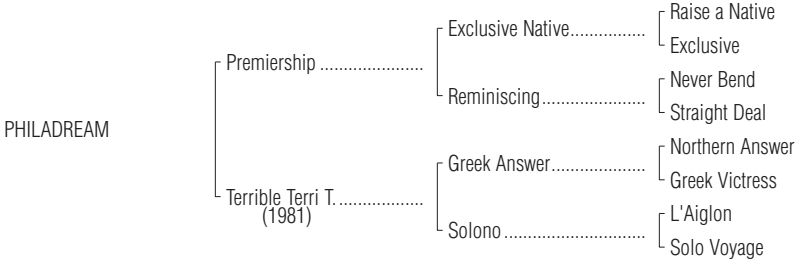 Raise a Native
Exclusive Native................
Exclusive
Premiership ......................
Never Bend
Reminiscing......................
Straight Deal
PHILADREAM
Northern Answer
Greek Answer....................
Greek Victress
Terrible Terri T. ..................
(1981)
L'Aiglon
Solono ..............................
Solo Voyage